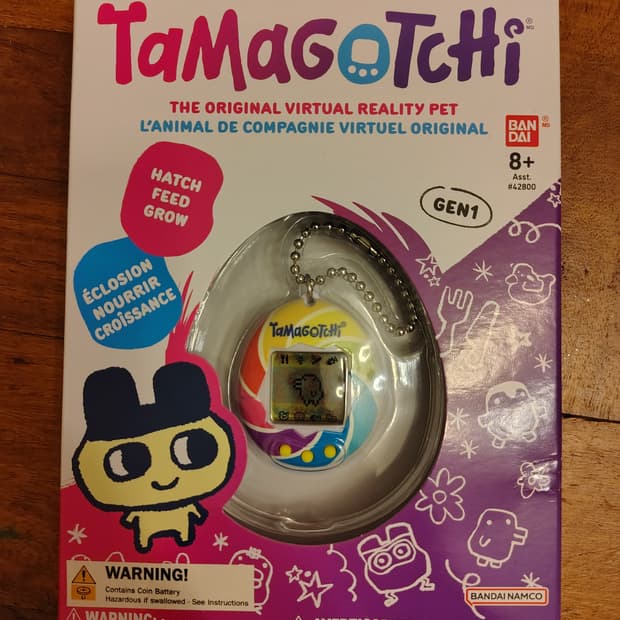 TAMAGOTCHI
THE ORIGINAL VIRTUAL REALITY PET
L'ANIMAL DE COMPAGNIE VIRTUEL ORIGINAL
BAN
DAI
8+
Asst.
#42800
GEN1
HATCH
FEED
GROW
ÉCLOSION
NOURRIR
CROISSANCE
TAMAGOTCHI
WARNING!
Contains Coin Battery
Hazardous if swallowed - See Instructions
BANDAI NAMCO
WARNING!